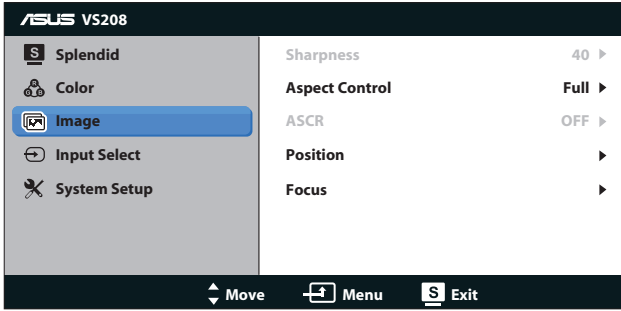 ASUS VS208
S Splendid
Color
Image
Input Select
System Setup
Sharpness 40
Aspect Control Full
ASCR OFF
Position
Focus
Move Menu S Exit